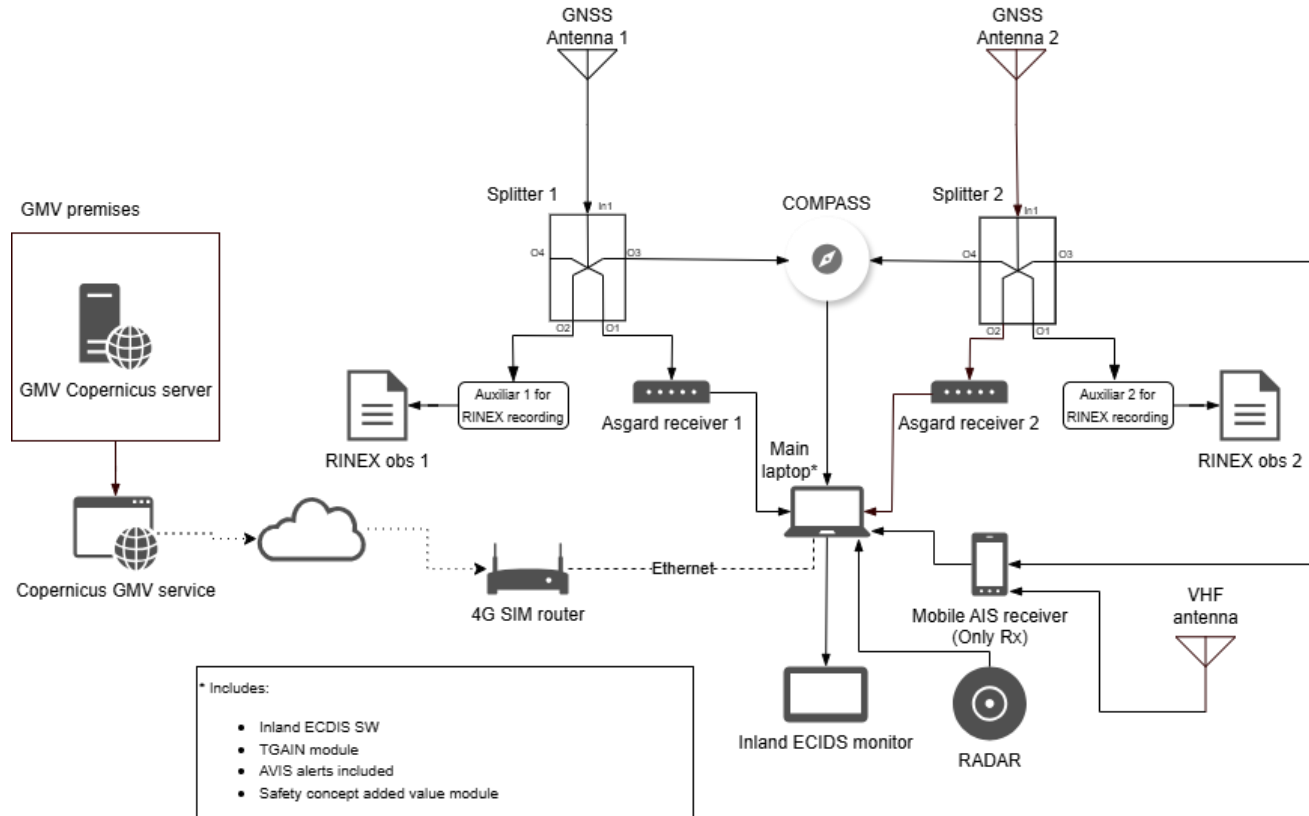 GNSS
Antenna 1
GNSS
Antenna 2
GMV premises
Splitter 1
In1
O4
O3
O2
O1
COMPASS
Splitter 2
In1
O4
O3
O2
O1
GMV Copernicus server
RINEX obs 1
Auxiliar 1 for
RINEX recording
Asgard receiver 1
Asgard receiver 2
Auxiliar 2 for
RINEX recording
RINEX obs 2
Main
laptop*
Copernicus GMV service
4G SIM router
Ethernet
Mobile AIS receiver
(Only Rx)
VHF
antenna
Inland ECIDS monitor
RADAR
* Includes:
• Inland ECDIS SW
• TGAIN module
• AVIS alerts included
• Safety concept added value module